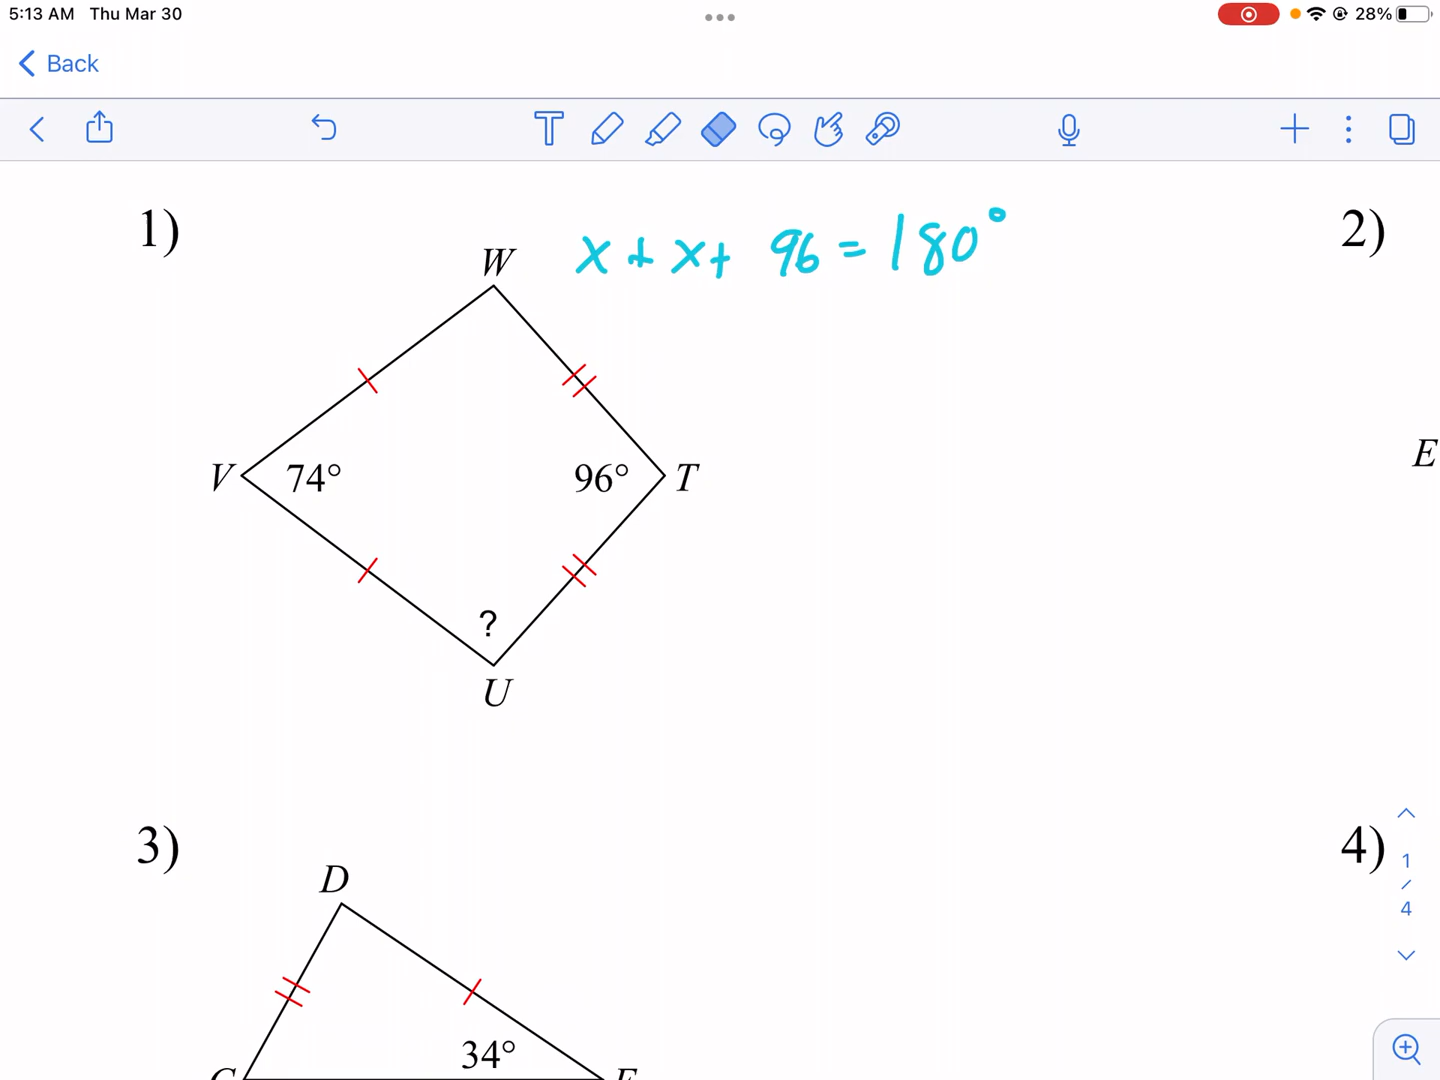 5:13 AM Thu Mar 30
28%
Back
1)
x + x + 96 = 180°
2)
W
V 74° 96° T
E
?
U
3)
4)
D
1
/
4
34°